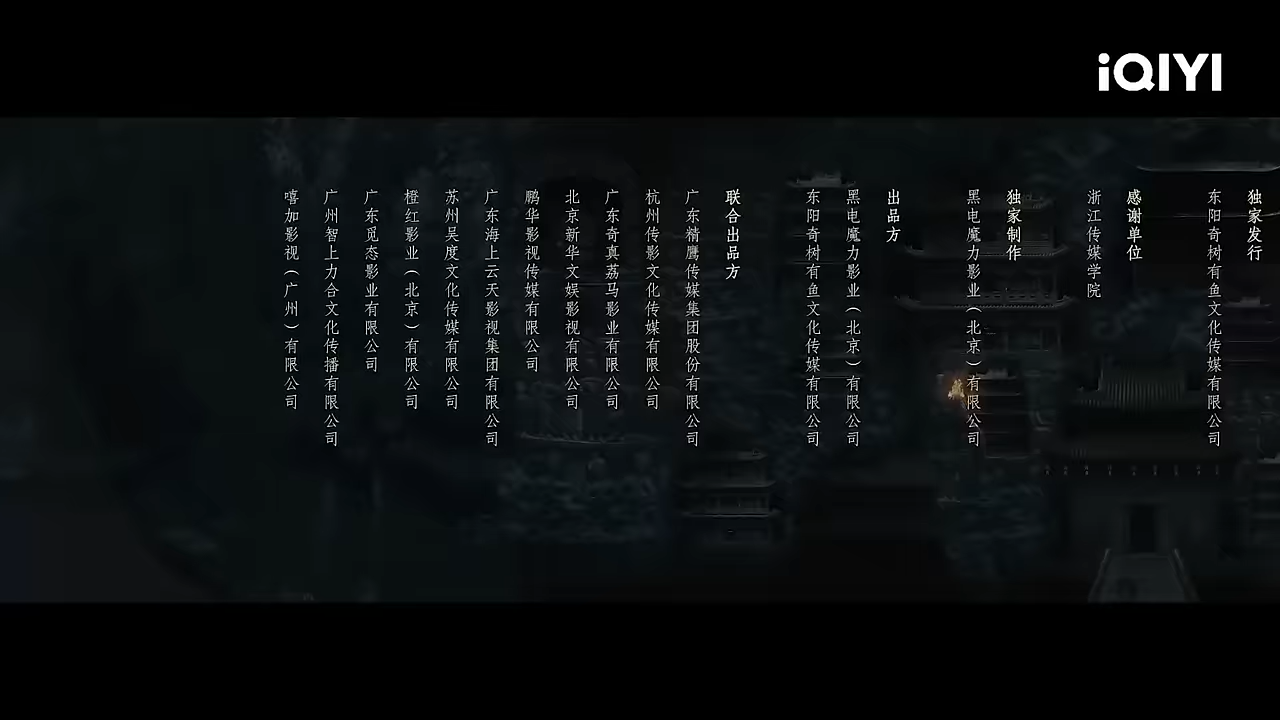 iQIYI
独家发行
东阳奇树有鱼文化传媒有限公司
感谢单位
浙江传媒学院
独家制作
黑电魔力影业（北京）有限公司
出品方
黑电魔力影业（北京）有限公司
东阳奇树有鱼文化传媒有限公司
联合出品方
广东精鹰传媒集团股份有限公司
杭州传影文化传媒有限公司
广东奇真荔马影业有限公司
北京新华文娱影视有限公司
鹏华影视传媒有限公司
广东海上云天影视集团有限公司
苏州吴度文化传媒有限公司
橙红影业（北京）有限公司
广东觅态影业有限公司
广州智上力合文化传播有限公司
嘻加影视（广州）有限公司